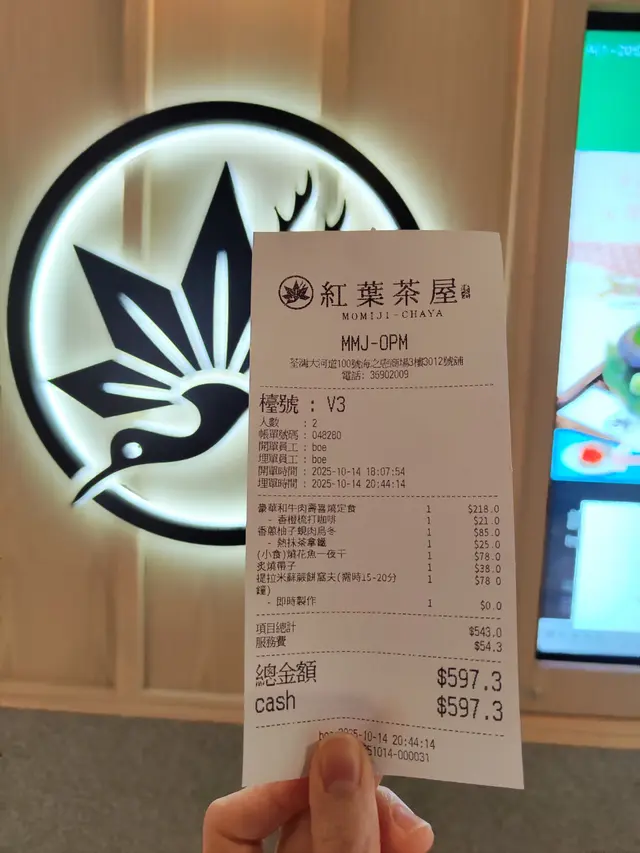 紅葉茶屋
MOMIJI-CHAYA
MMJ-OPM
荃灣大河道100號海之戀商場3樓3012號舖
電話: 36902009
檯號 : V3
人數 : 2
帳單號碼 : 048280
開單員工 : boe
埋單員工 : boe
開單時間 : 2025-10-14 18:07:54
埋單時間 : 2025-10-14 20:44:14
豪華和牛肉壽喜燒定食 1 $218.0
- 香橙梳打咖啡 1 $21.0
香蔥柚子蜆肉烏冬 1 $85.0
- 熱抹茶拿鐵 1 $25.0
(小食)燒花魚一夜干 1 $78.0
炙燒帶子 1 $38.0
提拉米蘇厥餅窩夫(需時15-20分鐘) 1 $78.0
- 即時製作 1 $0.0
項目總計 $543.0
服務費 $54.3
總金額 $597.3
cash $597.3
boe 2025-10-14 20:44:14
51014-000031